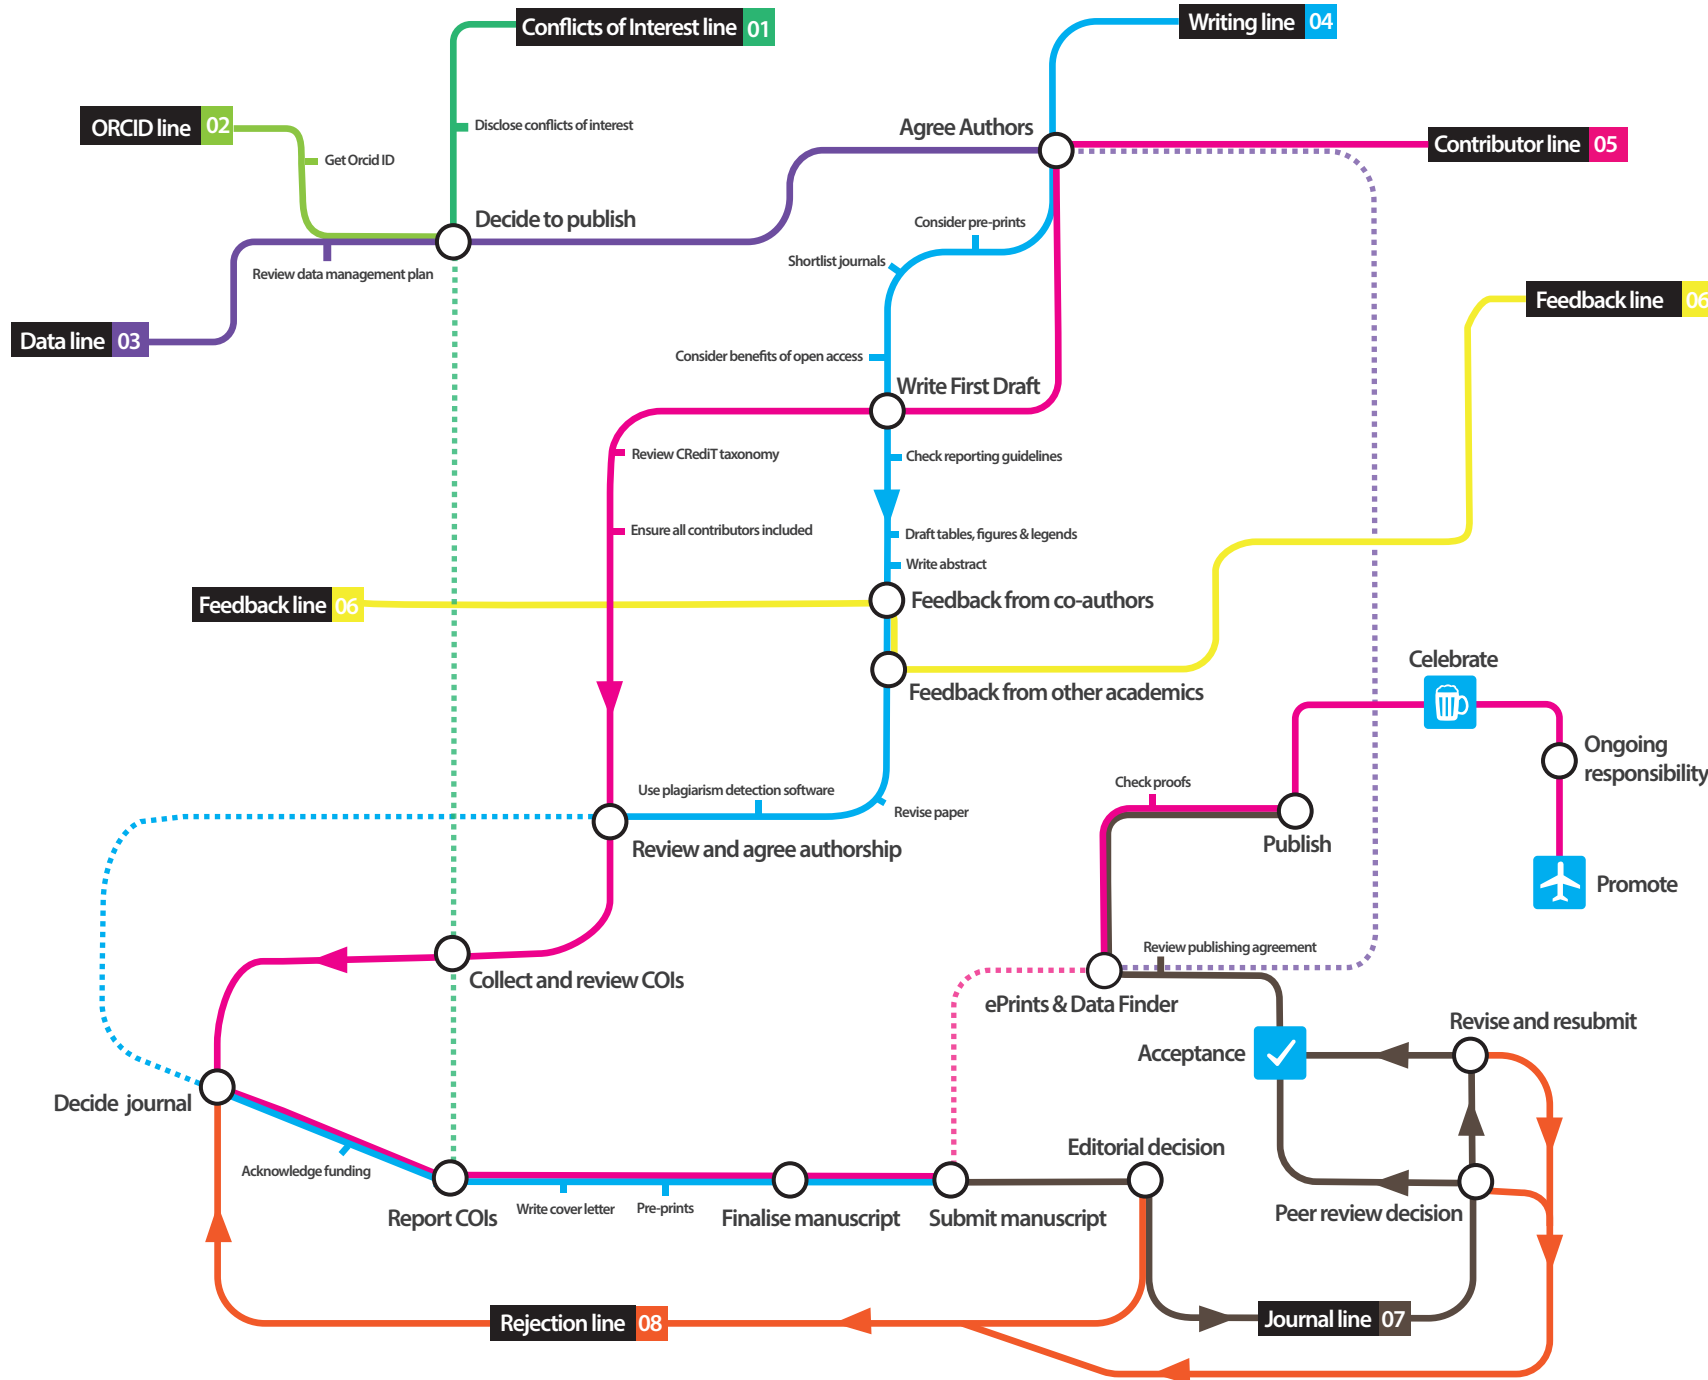 Conflicts of Interest line 01
Writing line 04
ORCID line 02
Disclose conflicts of interest
Agree Authors
Contributor line 05
Get Orcid ID
Decide to publish
Consider pre-prints
Review data management plan
Shortlist journals
Feedback line 06
Data line 03
Consider benefits of open access
Write First Draft
Review CRediT taxonomy
Check reporting guidelines
Ensure all contributors included
Draft tables, figures & legends
Write abstract
Feedback line 06
Feedback from co-authors
Celebrate
Feedback from other academics
Ongoing
responsibility
Use plagiarism detection software
Check proofs
Revise paper
Publish
Review and agree authorship
Promote
Review publishing agreement
Collect and review COIs
ePrints & Data Finder
Revise and resubmit
Acceptance
Decide journal
Editorial decision
Acknowledge funding
Write cover letter
Pre-prints
Report COIs
Finalise manuscript
Submit manuscript
Peer review decision
Rejection line 08
Journal line 07